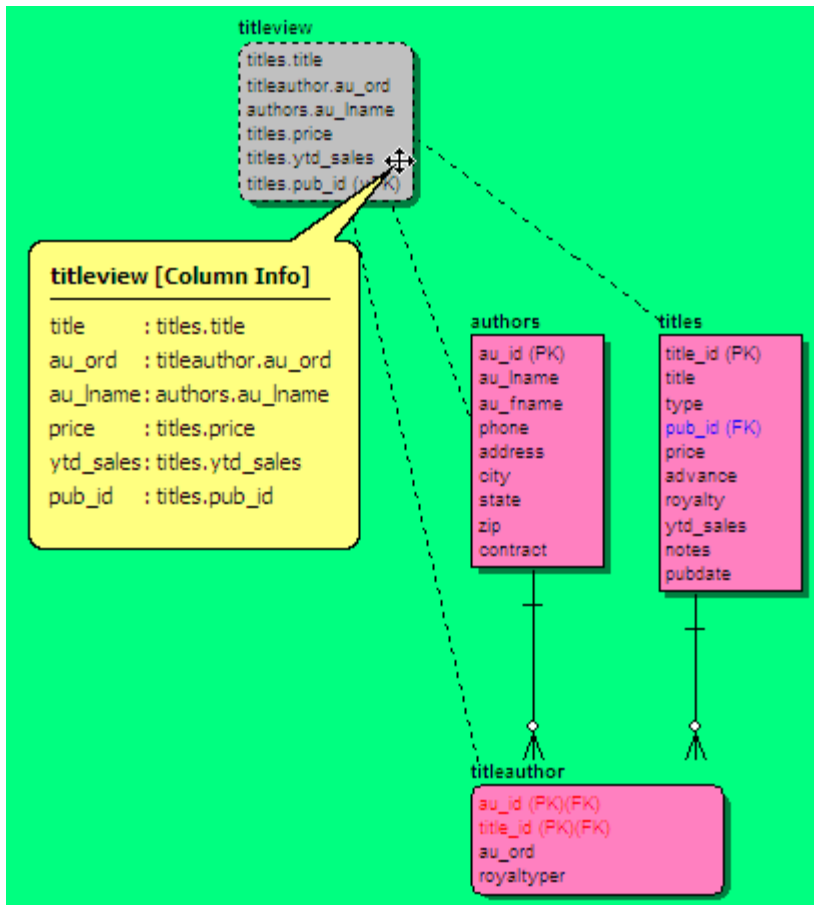 titleview
titles.title
titleauthor.au_ord
authors.au_lname
titles.price
titles.ytd_sales
titles.pub_id
titleview [Column Info]
title : titles.title
au_ord : titleauthor.au_ord
au_lname: authors.au_lname
price : titles.price
ytd_sales: titles.ytd_sales
pub_id : titles.pub_id
authors
au_id (PK)
au_lname
au_fname
phone
address
city
state
zip
contract
titles
title_id (PK)
title
type
pub_id (FK)
price
advance
royalty
ytd_sales
notes
pubdate
titleauthor
au_id (PK)(FK)
title_id (PK)(FK)
au_ord
royaltyper